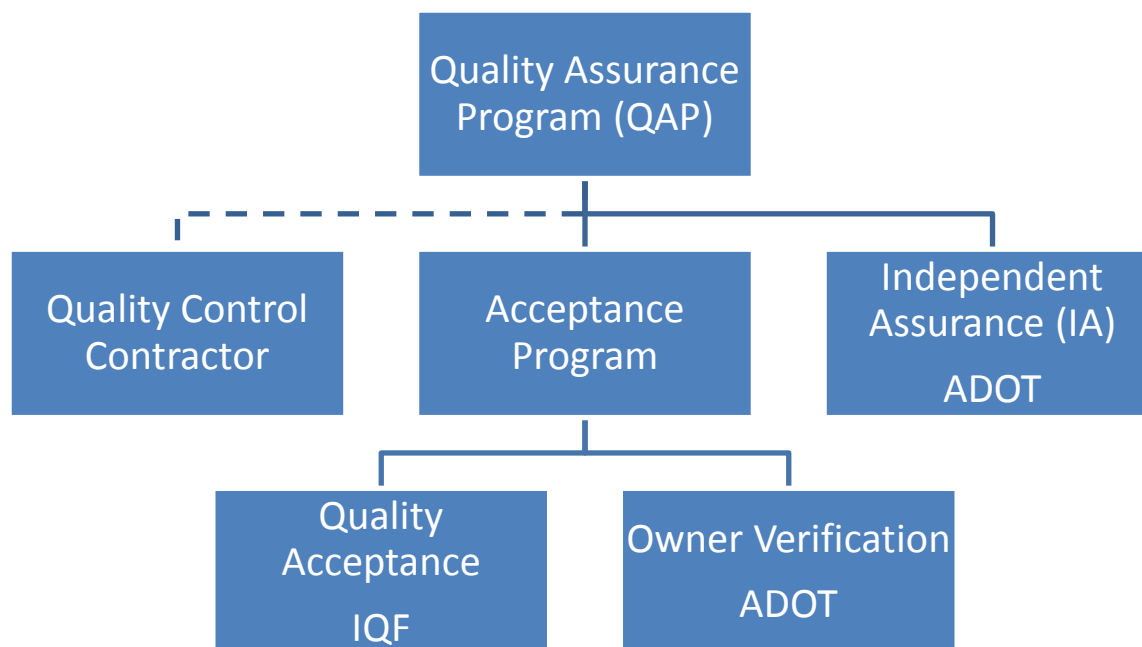 Quality Assurance
Program (QAP)
Quality Control
Contractor
Acceptance
Program
Independent
Assurance (IA)
ADOT
Quality
Acceptance
IQF
Owner Verification
ADOT